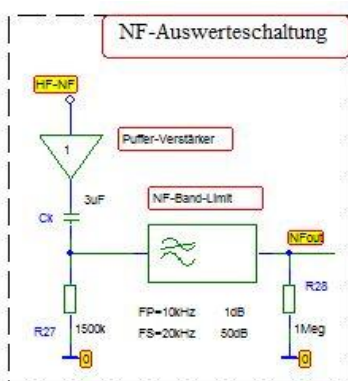 NF-Auswerteschaltung
HF-NF
1
Puffer-Verstärker
3uF
Ck
NF-Band-Limit
NFout
R28
FP=10kHz 1dB
R27 1500k
FS=20kHz 50dB
1Meg
0
0